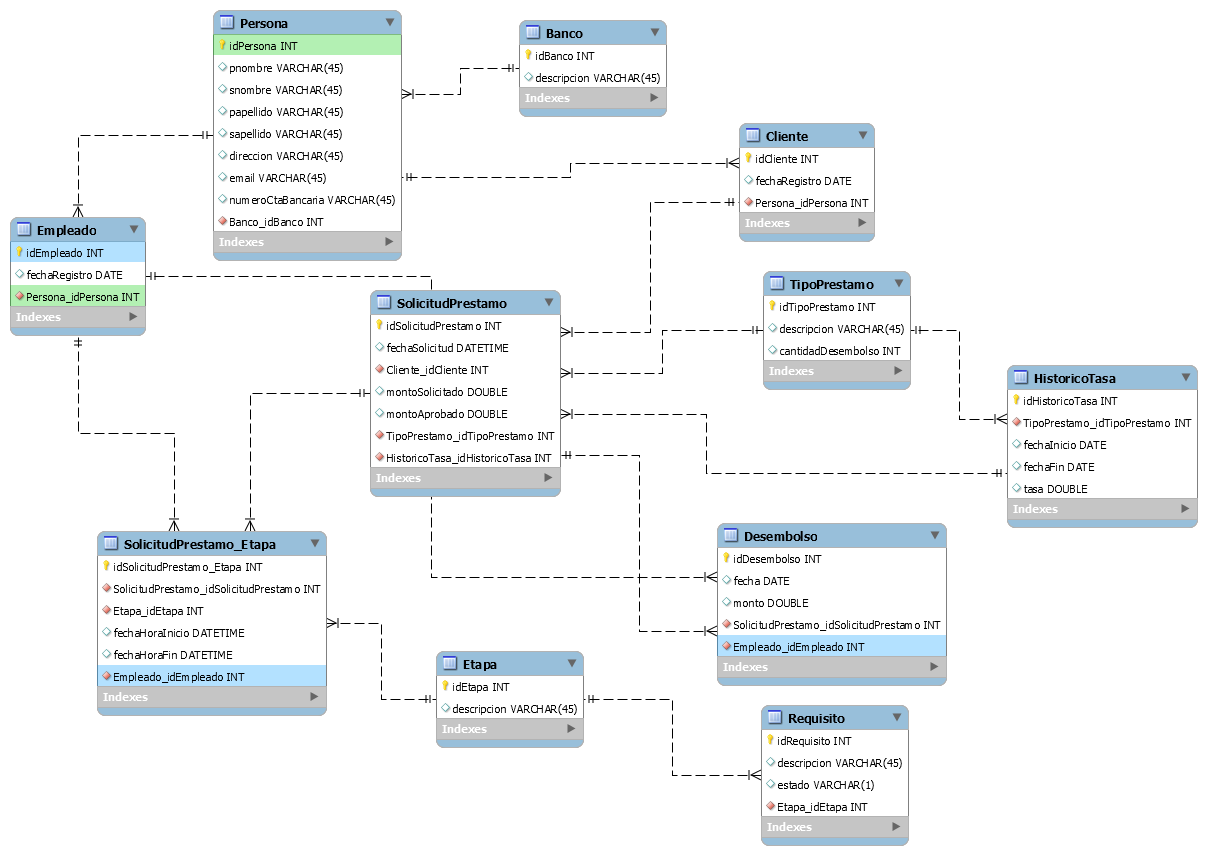 Persona
idPersona INT
pnombre VARCHAR(45)
snombre VARCHAR(45)
papellido VARCHAR(45)
sapellido VARCHAR(45)
direccion VARCHAR(45)
email VARCHAR(45)
numeroCtaBancaria VARCHAR(45)
Banco_idBanco INT
Indexes
Banco
idBanco INT
descripcion VARCHAR(45)
Indexes
Cliente
idCliente INT
fechaRegistro DATE
Persona_idPersona INT
Indexes
Empleado
idEmpleado INT
fechaRegistro DATE
Persona_idPersona INT
Indexes
SolicitudPrestamo
idSolicitudPrestamo INT
fechaSolicitud DATETIME
Cliente_idCliente INT
montoSolicitado DOUBLE
montoAprobado DOUBLE
TipoPrestamo_idTipoPrestamo INT
HistoricoTasa_idHistoricoTasa INT
Indexes
TipoPrestamo
idTipoPrestamo INT
descripcion VARCHAR(45)
cantidadDesembolso INT
Indexes
HistoricoTasa
idHistoricoTasa INT
TipoPrestamo_idTipoPrestamo INT
fechaInicio DATE
fechaFin DATE
tasa DOUBLE
Indexes
SolicitudPrestamo_Etapa
idSolicitudPrestamo_Etapa INT
SolicitudPrestamo_idSolicitudPrestamo INT
Etapa_idEtapa INT
fechaHoraInicio DATETIME
fechaHoraFin DATETIME
Empleado_idEmpleado INT
Indexes
Desembolso
idDesembolso INT
fecha DATE
monto DOUBLE
SolicitudPrestamo_idSolicitudPrestamo INT
Empleado_idEmpleado INT
Indexes
Etapa
idEtapa INT
descripcion VARCHAR(45)
Indexes
Requisito
idRequisito INT
descripcion VARCHAR(45)
estado VARCHAR(1)
Etapa_idEtapa INT
Indexes